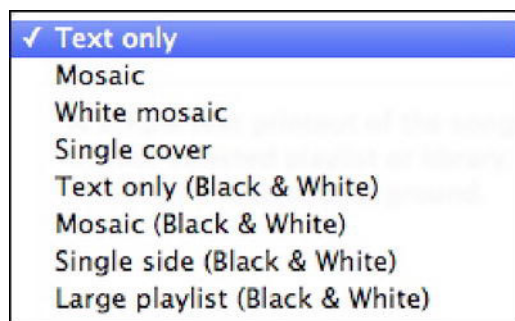 ✓ Text only
Mosaic
White mosaic
Single cover
Text only (Black & White)
Mosaic (Black & White)
Single side (Black & White)
Large playlist (Black & White)